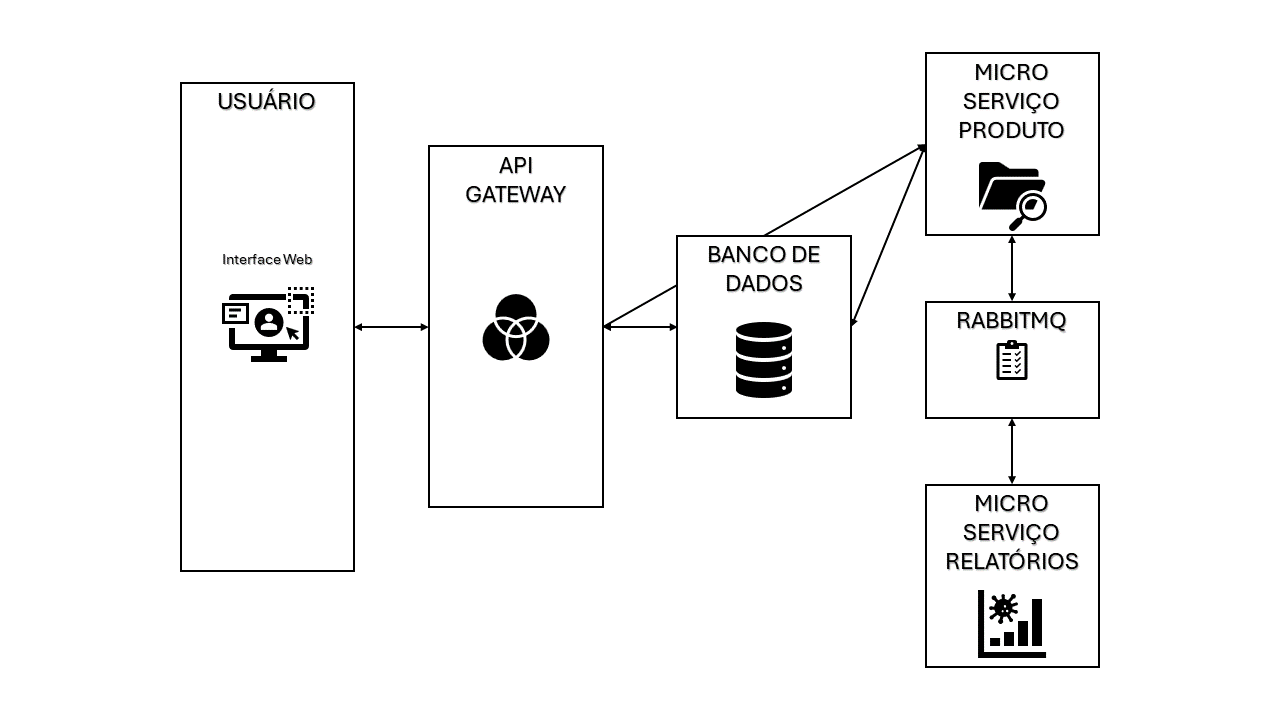 USUÁRIO
Interface Web
API
GATEWAY
BANCO DE
DADOS
MICRO
SERVIÇO
PRODUTO
RABBITMQ
MICRO
SERVIÇO
RELATÓRIOS